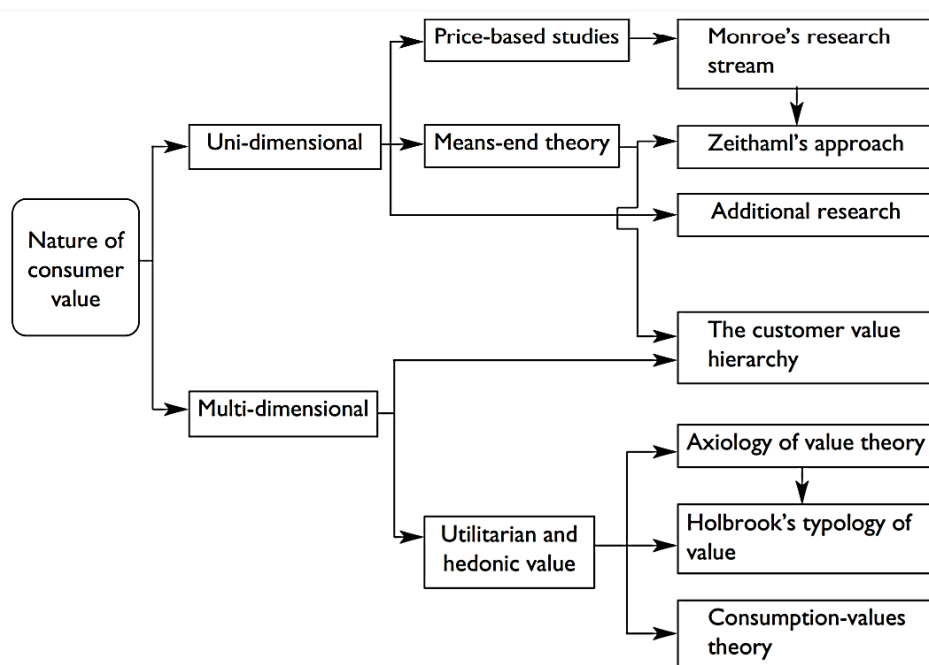 Price-based studies
Monroe's research
stream
Uni-dimensional
Means-end theory
Zeithaml's approach
Additional research
Nature of
consumer
value
The customer value
hierarchy
Multi-dimensional
Axiology of value theory
Utilitarian and
hedonic value
Holbrook's typology of
value
Consumption-values
theory